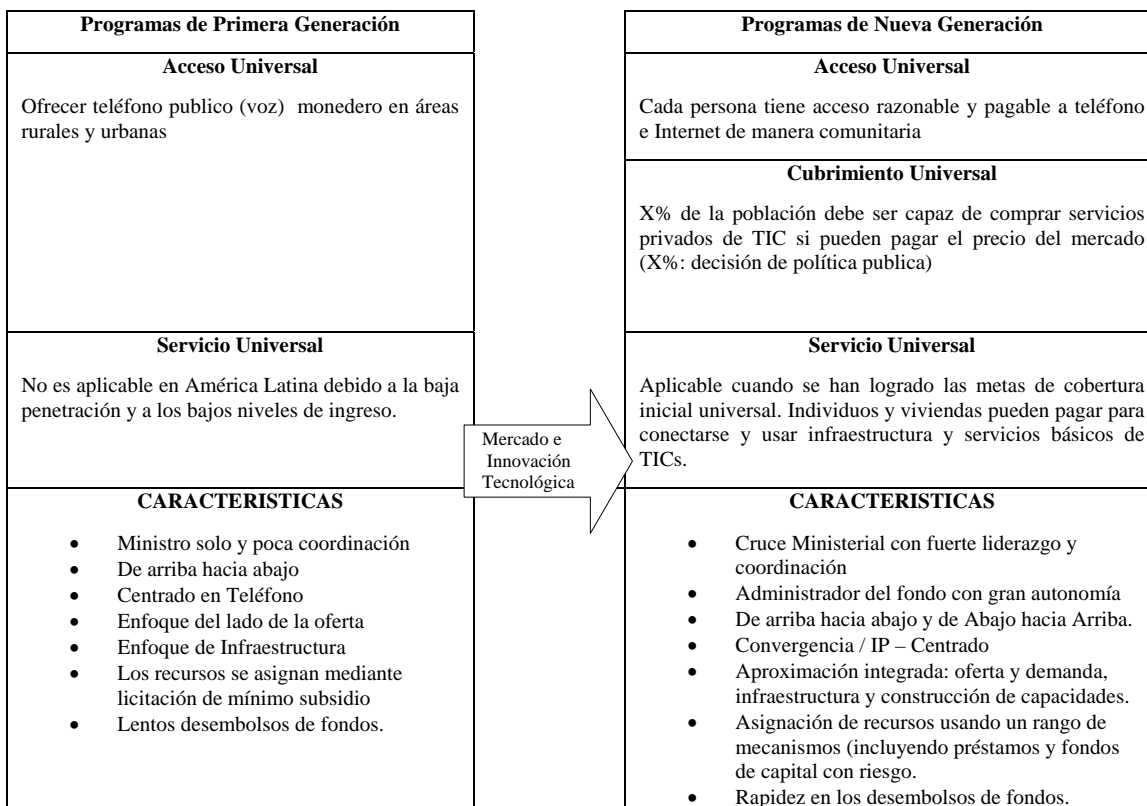 Programas de Primera Generación
Acceso Universal
Ofrecer teléfono publico (voz) monedero en áreas
rurales y urbanas
Servicio Universal
No es aplicable en América Latina debido a la baja
penetración y a los bajos niveles de ingreso.
CARACTERISTICAS
• Ministro solo y poca coordinación
• De arriba hacia abajo
• Centrado en Teléfono
• Enfoque del lado de la oferta
• Enfoque de Infraestructura
• Los recursos se asignan mediante
licitación de mínimo subsidio
• Lentos desembolsos de fondos.
Mercado e
Innovación
Tecnológica
Programas de Nueva Generación
Acceso Universal
Cada persona tiene acceso razonable y pagable a teléfono
e Internet de manera comunitaria
Cubrimiento Universal
X% de la población debe ser capaz de comprar servicios
privados de TIC si pueden pagar el precio del mercado
(X%: decisión de política publica)
Servicio Universal
Aplicable cuando se han logrado las metas de cobertura
inicial universal. Individuos y viviendas pueden pagar para
conectarse y usar infraestructura y servicios básicos de
TICs.
CARACTERISTICAS
• Cruce Ministerial con fuerte liderazgo y
coordinación
• Administrador del fondo con gran autonomía
• De arriba hacia abajo y de Abajo hacia Arriba.
• Convergencia / IP – Centrado
• Aproximación integrada: oferta y demanda,
infraestructura y construcción de capacidades.
• Asignación de recursos usando un rango de
mecanismos (incluyendo préstamos y fondos
de capital con riesgo.
• Rapidez en los desembolsos de fondos.